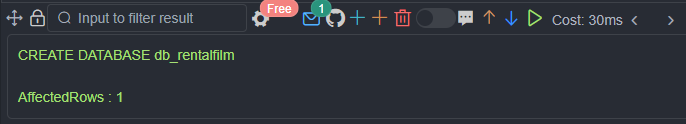 Free
Input to filter result
1
Cost: 30ms
CREATE DATABASE db_rentalfilm
AffectedRows : 1